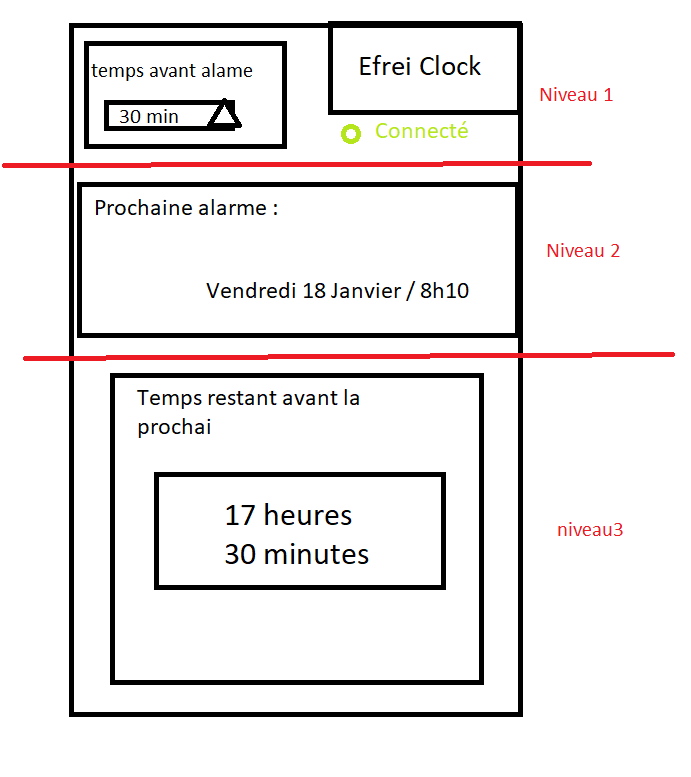 temps avant alame
30 min
Efrei Clock
Connecté
Niveau 1
Prochaine alarme :
Vendredi 18 Janvier / 8h10
Niveau 2
Temps restant avant la
prochai
17 heures
30 minutes
niveau3